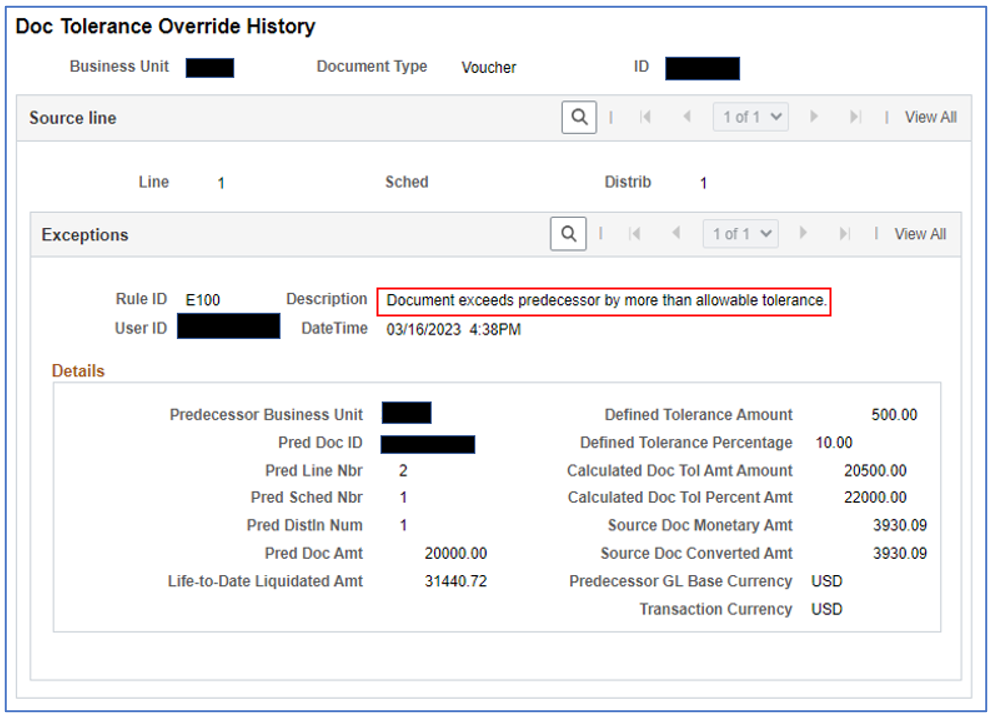 Doc Tolerance Override History
Business Unit Document Type Voucher ID
Source line 1 of 1 View All
Line 1 Sched Distrib 1
Exceptions 1 of 1 View All
Rule ID E100 Description Document exceeds predecessor by more than allowable tolerance.
User ID DateTime 03/16/2023 4:38PM
Details
Predecessor Business Unit Defined Tolerance Amount 500.00
Pred Doc ID Defined Tolerance Percentage 10.00
Pred Line Nbr 2 Calculated Doc Tol Amt Amount 20500.00
Pred Sched Nbr 1 Calculated Doc Tol Percent Amt 22000.00
Pred Distln Num 1 Source Doc Monetary Amt 3930.09
Pred Doc Amt 20000.00 Source Doc Converted Amt 3930.09
Life-to-Date Liquidated Amt 31440.72 Predecessor GL Base Currency USD
Transaction Currency USD